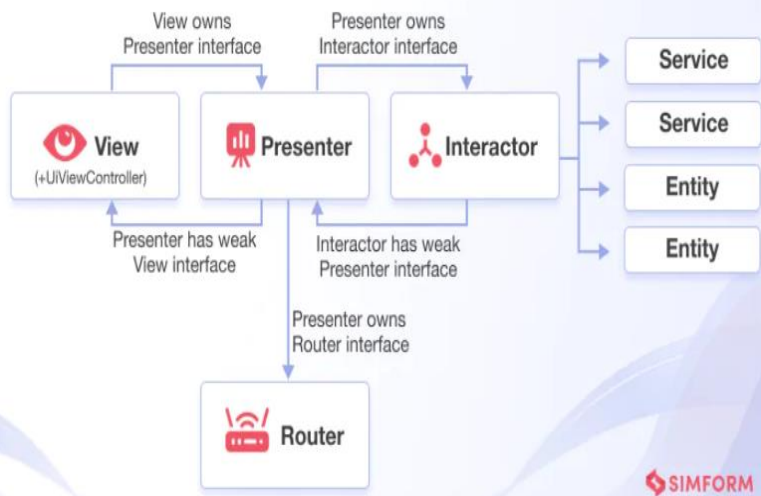 View owns
Presenter interface
Presenter owns
Interactor interface
View
(+UiViewController)
Presenter
Interactor
Service
Service
Entity
Entity
Presenter has weak
View interface
Interactor has weak
Presenter interface
Presenter owns
Router interface
Router
SIMFORM